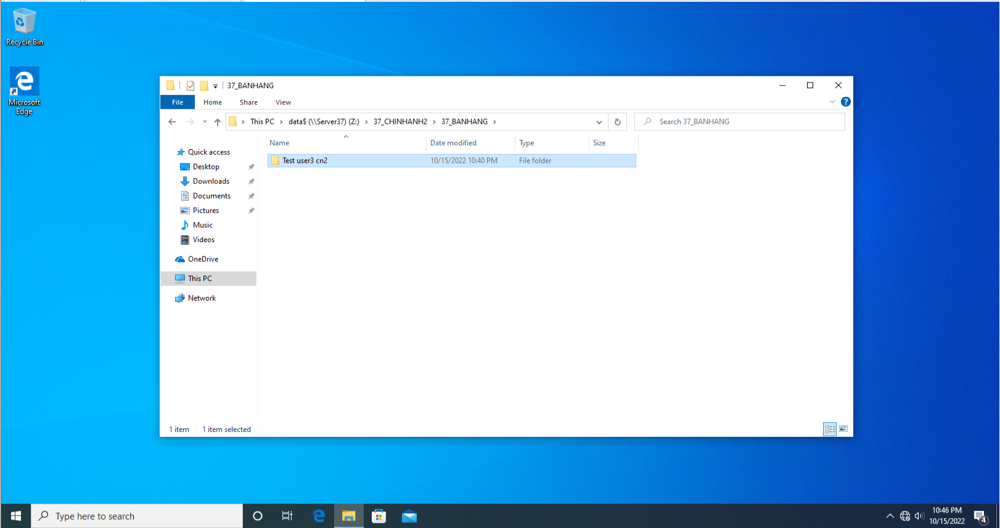 Recycle Bin
Microsoft
Edge
37_BANHANG
File Home Share View
This PC data$ (\\Server37) (Z:) 37_CHINHANH2 37_BANHANG
Search 37_BANHANG
Name Date modified Type Size
Test user3 cn2 10/15/2022 10:40 PM File folder
Quick access
Desktop
Downloads
Documents
Pictures
Music
Videos
OneDrive
This PC
Network
1 item 1 item selected
Type here to search
10:46 PM
10/15/2022
4